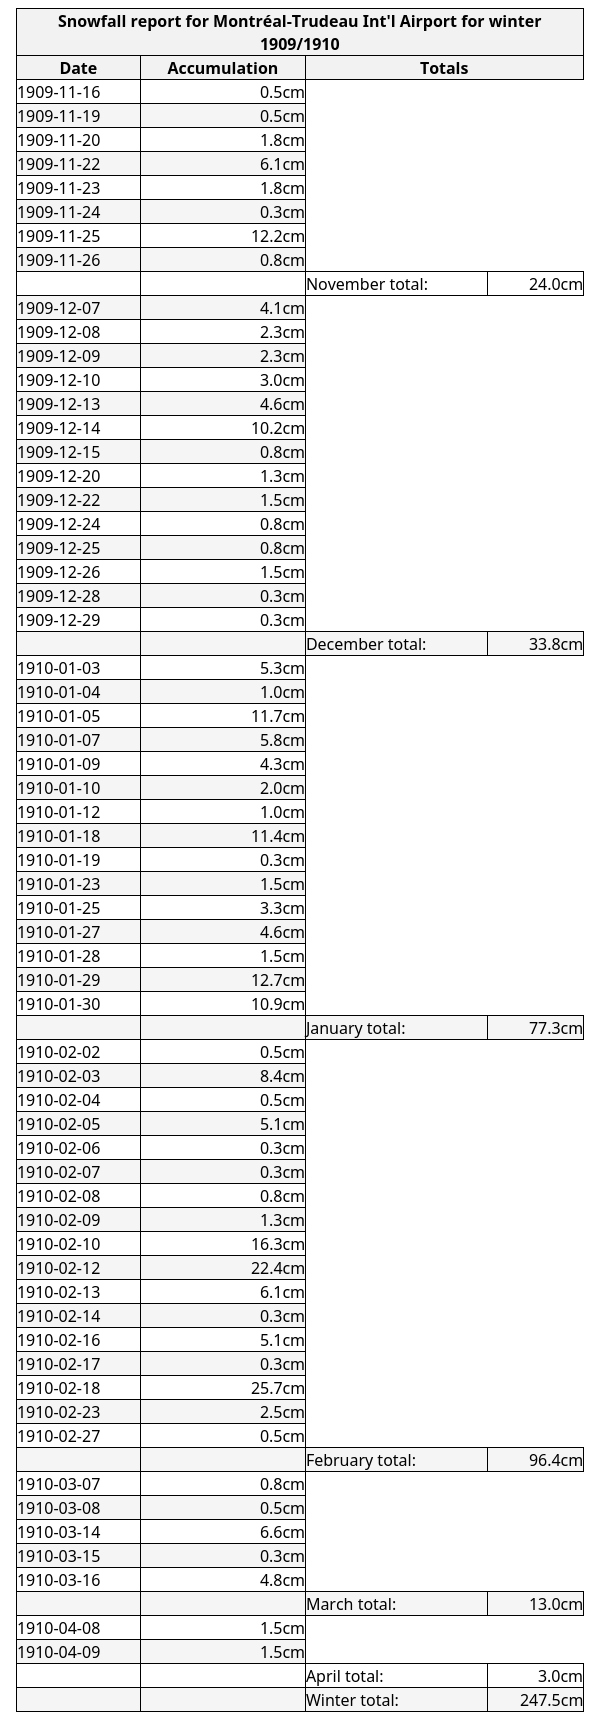 Snowfall report for Montréal-Trudeau Int'l Airport for winter
1909/1910
Date Accumulation Totals
1909-11-16 0.5cm
1909-11-19 0.5cm
1909-11-20 1.8cm
1909-11-22 6.1cm
1909-11-23 1.8cm
1909-11-24 0.3cm
1909-11-25 12.2cm
1909-11-26 0.8cm
November total: 24.0cm
1909-12-07 4.1cm
1909-12-08 2.3cm
1909-12-09 2.3cm
1909-12-10 3.0cm
1909-12-13 4.6cm
1909-12-14 10.2cm
1909-12-15 0.8cm
1909-12-20 1.3cm
1909-12-22 1.5cm
1909-12-24 0.8cm
1909-12-25 0.8cm
1909-12-26 1.5cm
1909-12-28 0.3cm
1909-12-29 0.3cm
December total: 33.8cm
1910-01-03 5.3cm
1910-01-04 1.0cm
1910-01-05 11.7cm
1910-01-07 5.8cm
1910-01-09 4.3cm
1910-01-10 2.0cm
1910-01-12 1.0cm
1910-01-18 11.4cm
1910-01-19 0.3cm
1910-01-23 1.5cm
1910-01-25 3.3cm
1910-01-27 4.6cm
1910-01-28 1.5cm
1910-01-29 12.7cm
1910-01-30 10.9cm
January total: 77.3cm
1910-02-02 0.5cm
1910-02-03 8.4cm
1910-02-04 0.5cm
1910-02-05 5.1cm
1910-02-06 0.3cm
1910-02-07 0.3cm
1910-02-08 0.8cm
1910-02-09 1.3cm
1910-02-10 16.3cm
1910-02-12 22.4cm
1910-02-13 6.1cm
1910-02-14 0.3cm
1910-02-16 5.1cm
1910-02-17 0.3cm
1910-02-18 25.7cm
1910-02-23 2.5cm
1910-02-27 0.5cm
February total: 96.4cm
1910-03-07 0.8cm
1910-03-08 0.5cm
1910-03-14 6.6cm
1910-03-15 0.3cm
1910-03-16 4.8cm
March total: 13.0cm
1910-04-08 1.5cm
1910-04-09 1.5cm
April total: 3.0cm
Winter total: 247.5cm